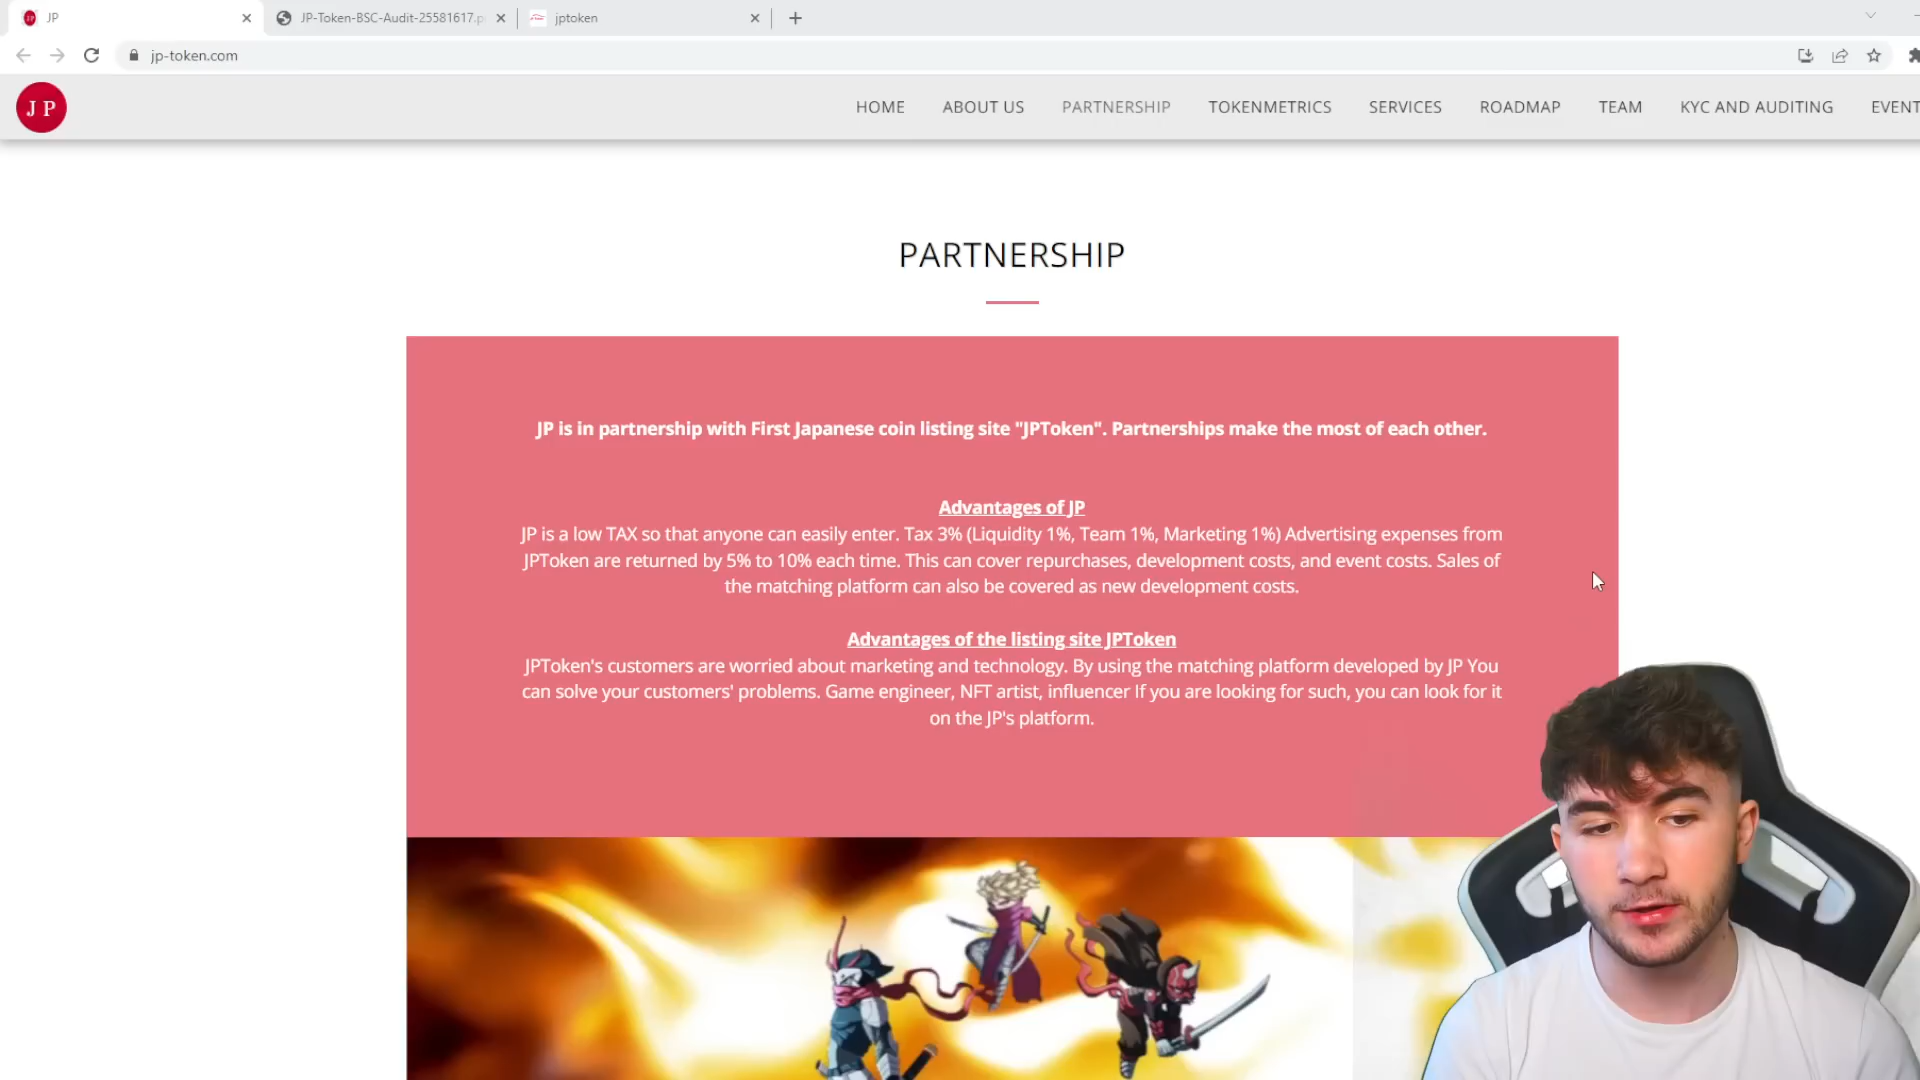 JP
JP-Token-BSC-Audit-25581617.p
jptoken
jp-token.com
J P
HOME ABOUT US PARTNERSHIP TOKENMETRICS SERVICES ROADMAP TEAM KYC AND AUDITING EVENT
PARTNERSHIP
JP is in partnership with First Japanese coin listing site "JPToken". Partnerships make the most of each other.
Advantages of JP
JP is a low TAX so that anyone can easily enter. Tax 3% (Liquidity 1%, Team 1%, Marketing 1%) Advertising expenses from
JPToken are returned by 5% to 10% each time. This can cover repurchases, development costs, and event costs. Sales of
the matching platform can also be covered as new development costs.
Advantages of the listing site JPToken
JPToken's customers are worried about marketing and technology. By using the matching platform developed by JP You
can solve your customers' problems. Game engineer, NFT artist, influencer If you are looking for such, you can look for it
on the JP's platform.